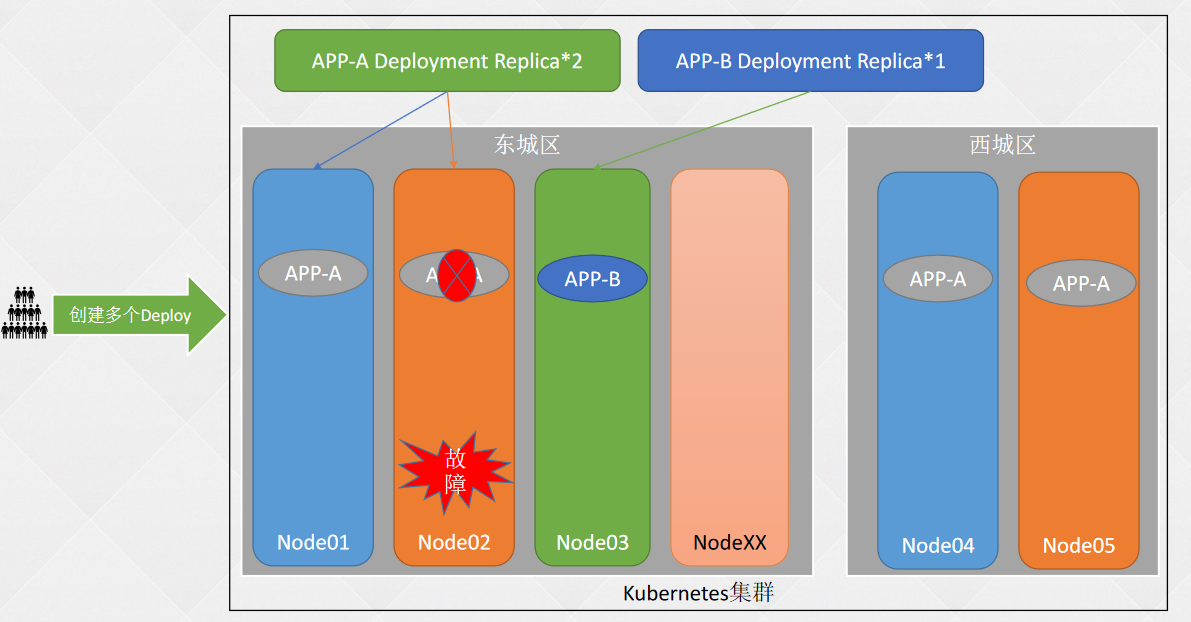 APP-A Deployment Replica*2
APP-B Deployment Replica*1
东城区
西城区
APP-A
APP-B
APP-A
APP-A
创建多个Deploy
故
障
Node01
Node02
Node03
NodeXX
Node04
Node05
Kubernetes集群